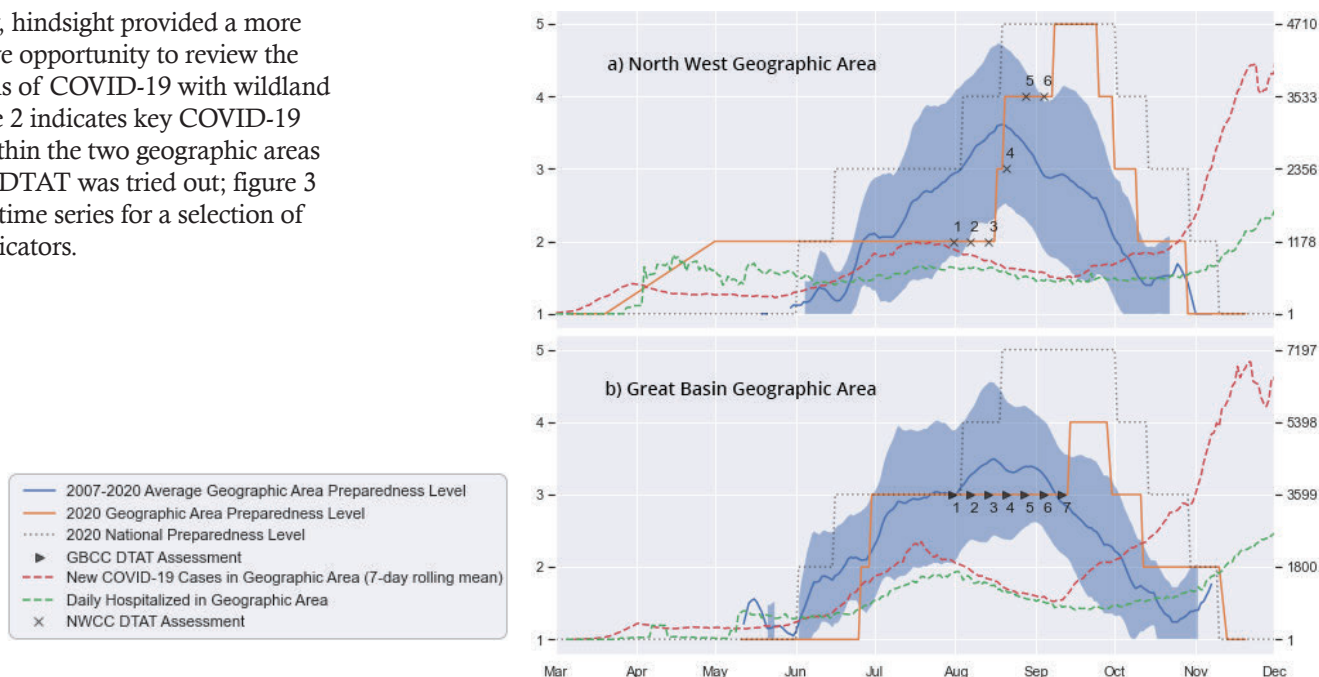 , hindsight provided a more
e opportunity to review the
s of COVID-19 with wildland
e 2 indicates key COVID-19
thin the two geographic areas
DTAT was tried out; figure 3
time series for a selection of
dicators.
a) North West Geographic Area
5
4
3
2
1
4710
3533
2356
1178
1
1 2 3
4
5 6
b) Great Basin Geographic Area
5
4
3
2
1
7197
5398
3599
1800
1
1 2 3 4 5 6 7
Mar Apr May Jun Jul Aug Sep Oct Nov Dec
2007-2020 Average Geographic Area Preparedness Level
2020 Geographic Area Preparedness Level
2020 National Preparedness Level
GBCC DTAT Assessment
New COVID-19 Cases in Geographic Area (7-day rolling mean)
Daily Hospitalized in Geographic Area
NWCC DTAT Assessment